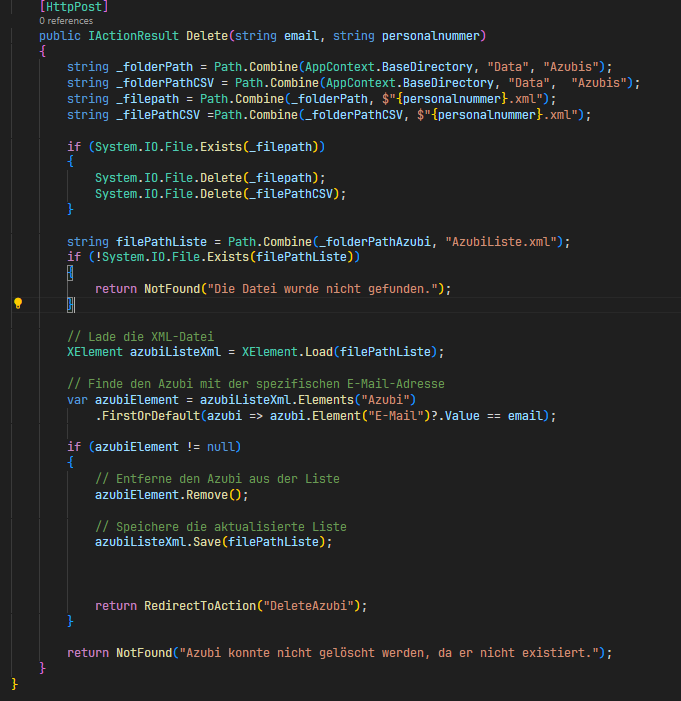 [HttpPost]
0 references
public IActionResult Delete(string email, string personalnummer)
{
string _folderPath = Path.Combine(AppContext.BaseDirectory, "Data", "Azubis");
string _folderPathCSV = Path.Combine(AppContext.BaseDirectory, "Data",  "Azubis");
string _filepath = Path.Combine(_folderPath, $"{personalnummer}.xml");
string _filePathCSV =Path.Combine(_folderPathCSV, $"{personalnummer}.xml");
if (System.IO.File.Exists(_filepath))
{
System.IO.File.Delete(_filepath);
System.IO.File.Delete(_filePathCSV);
}
string filePathListe = Path.Combine(_folderPathAzubi, "AzubiListe.xml");
if (!System.IO.File.Exists(filePathListe))
{
return NotFound("Die Datei wurde nicht gefunden.");
}
// Lade die XML-Datei
XElement azubiListeXml = XElement.Load(filePathListe);
// Finde den Azubi mit der spezifischen E-Mail-Adresse
var azubiElement = azubiListeXml.Elements("Azubi")
.FirstOrDefault(azubi => azubi.Element("E-Mail")?.Value == email);
if (azubiElement != null)
{
// Entferne den Azubi aus der Liste
azubiElement.Remove();
// Speichere die aktualisierte Liste
azubiListeXml.Save(filePathListe);
return RedirectToAction("DeleteAzubi");
}
return NotFound("Azubi konnte nicht gelöscht werden, da er nicht existiert.");
}
}